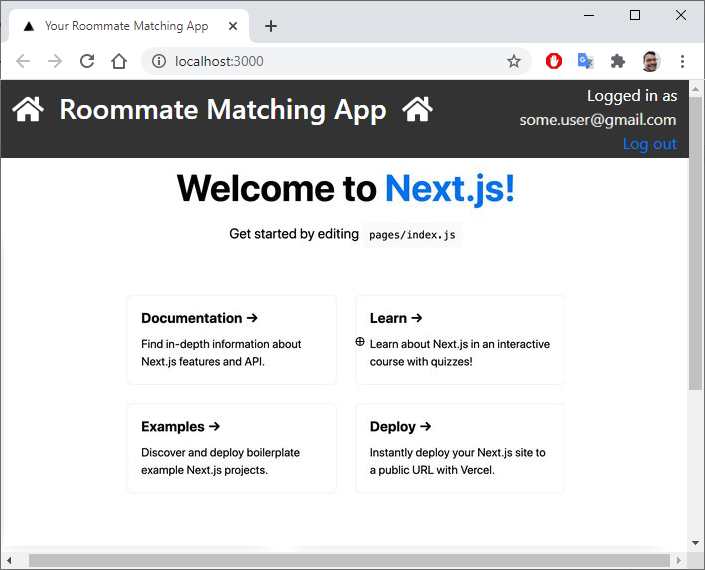 Your Roommate Matching App
localhost:3000
Roommate Matching App
Logged in as
some.user@gmail.com
Log out
Welcome to Next.js!
Get started by editing pages/index.js
Documentation →
Find in-depth information about
Next.js features and API.
Learn →
Learn about Next.js in an interactive
course with quizzes!
Examples →
Discover and deploy boilerplate
example Next.js projects.
Deploy →
Instantly deploy your Next.js site to
a public URL with Vercel.